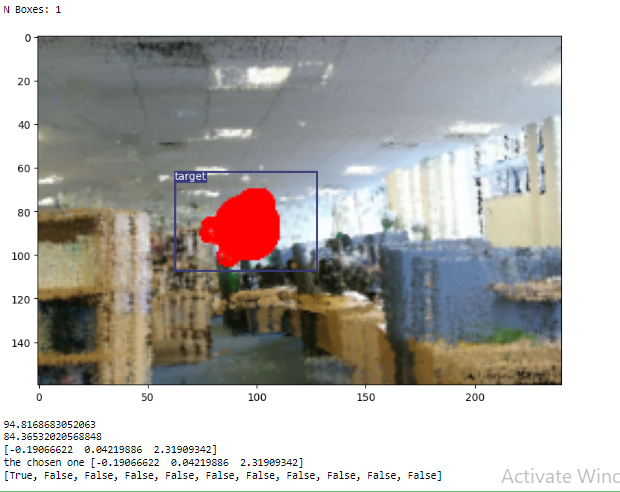 N Boxes: 1
0
20
40
60
target
80
100
120
140
0 50 100 150 200
94.8168683052063
84.36532020568848
[-0.19066622 0.04219886 2.31909342]
the chosen one [-0.19066622 0.04219886 2.31909342]
[True, False, False, False, False, False, False, False, False, False, False]
Activate Winc